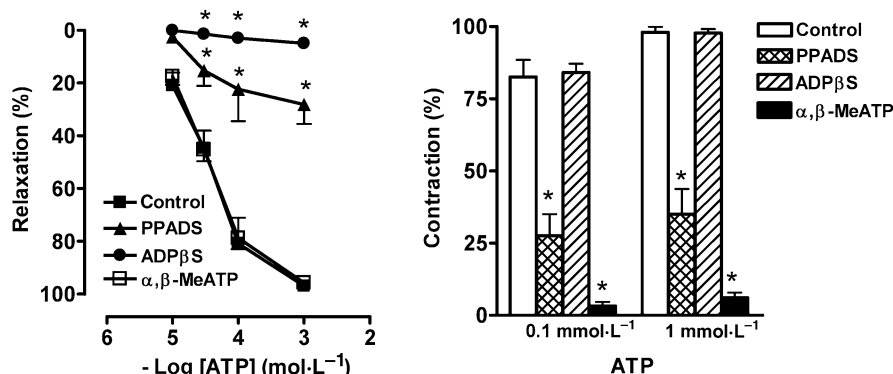 0
20
40
60
80
100
Relaxation (%)
* * *
* * *
Control
PPADS
ADPβS
α,β-MeATP
6 5 4 3 2
- Log [ATP] (mol·L⁻¹)
100
75
50
25
0
Contraction (%)
Control
PPADS
ADPβS
α,β-MeATP
* *
* *
0.1 mmol·L⁻¹ 1 mmol·L⁻¹
ATP